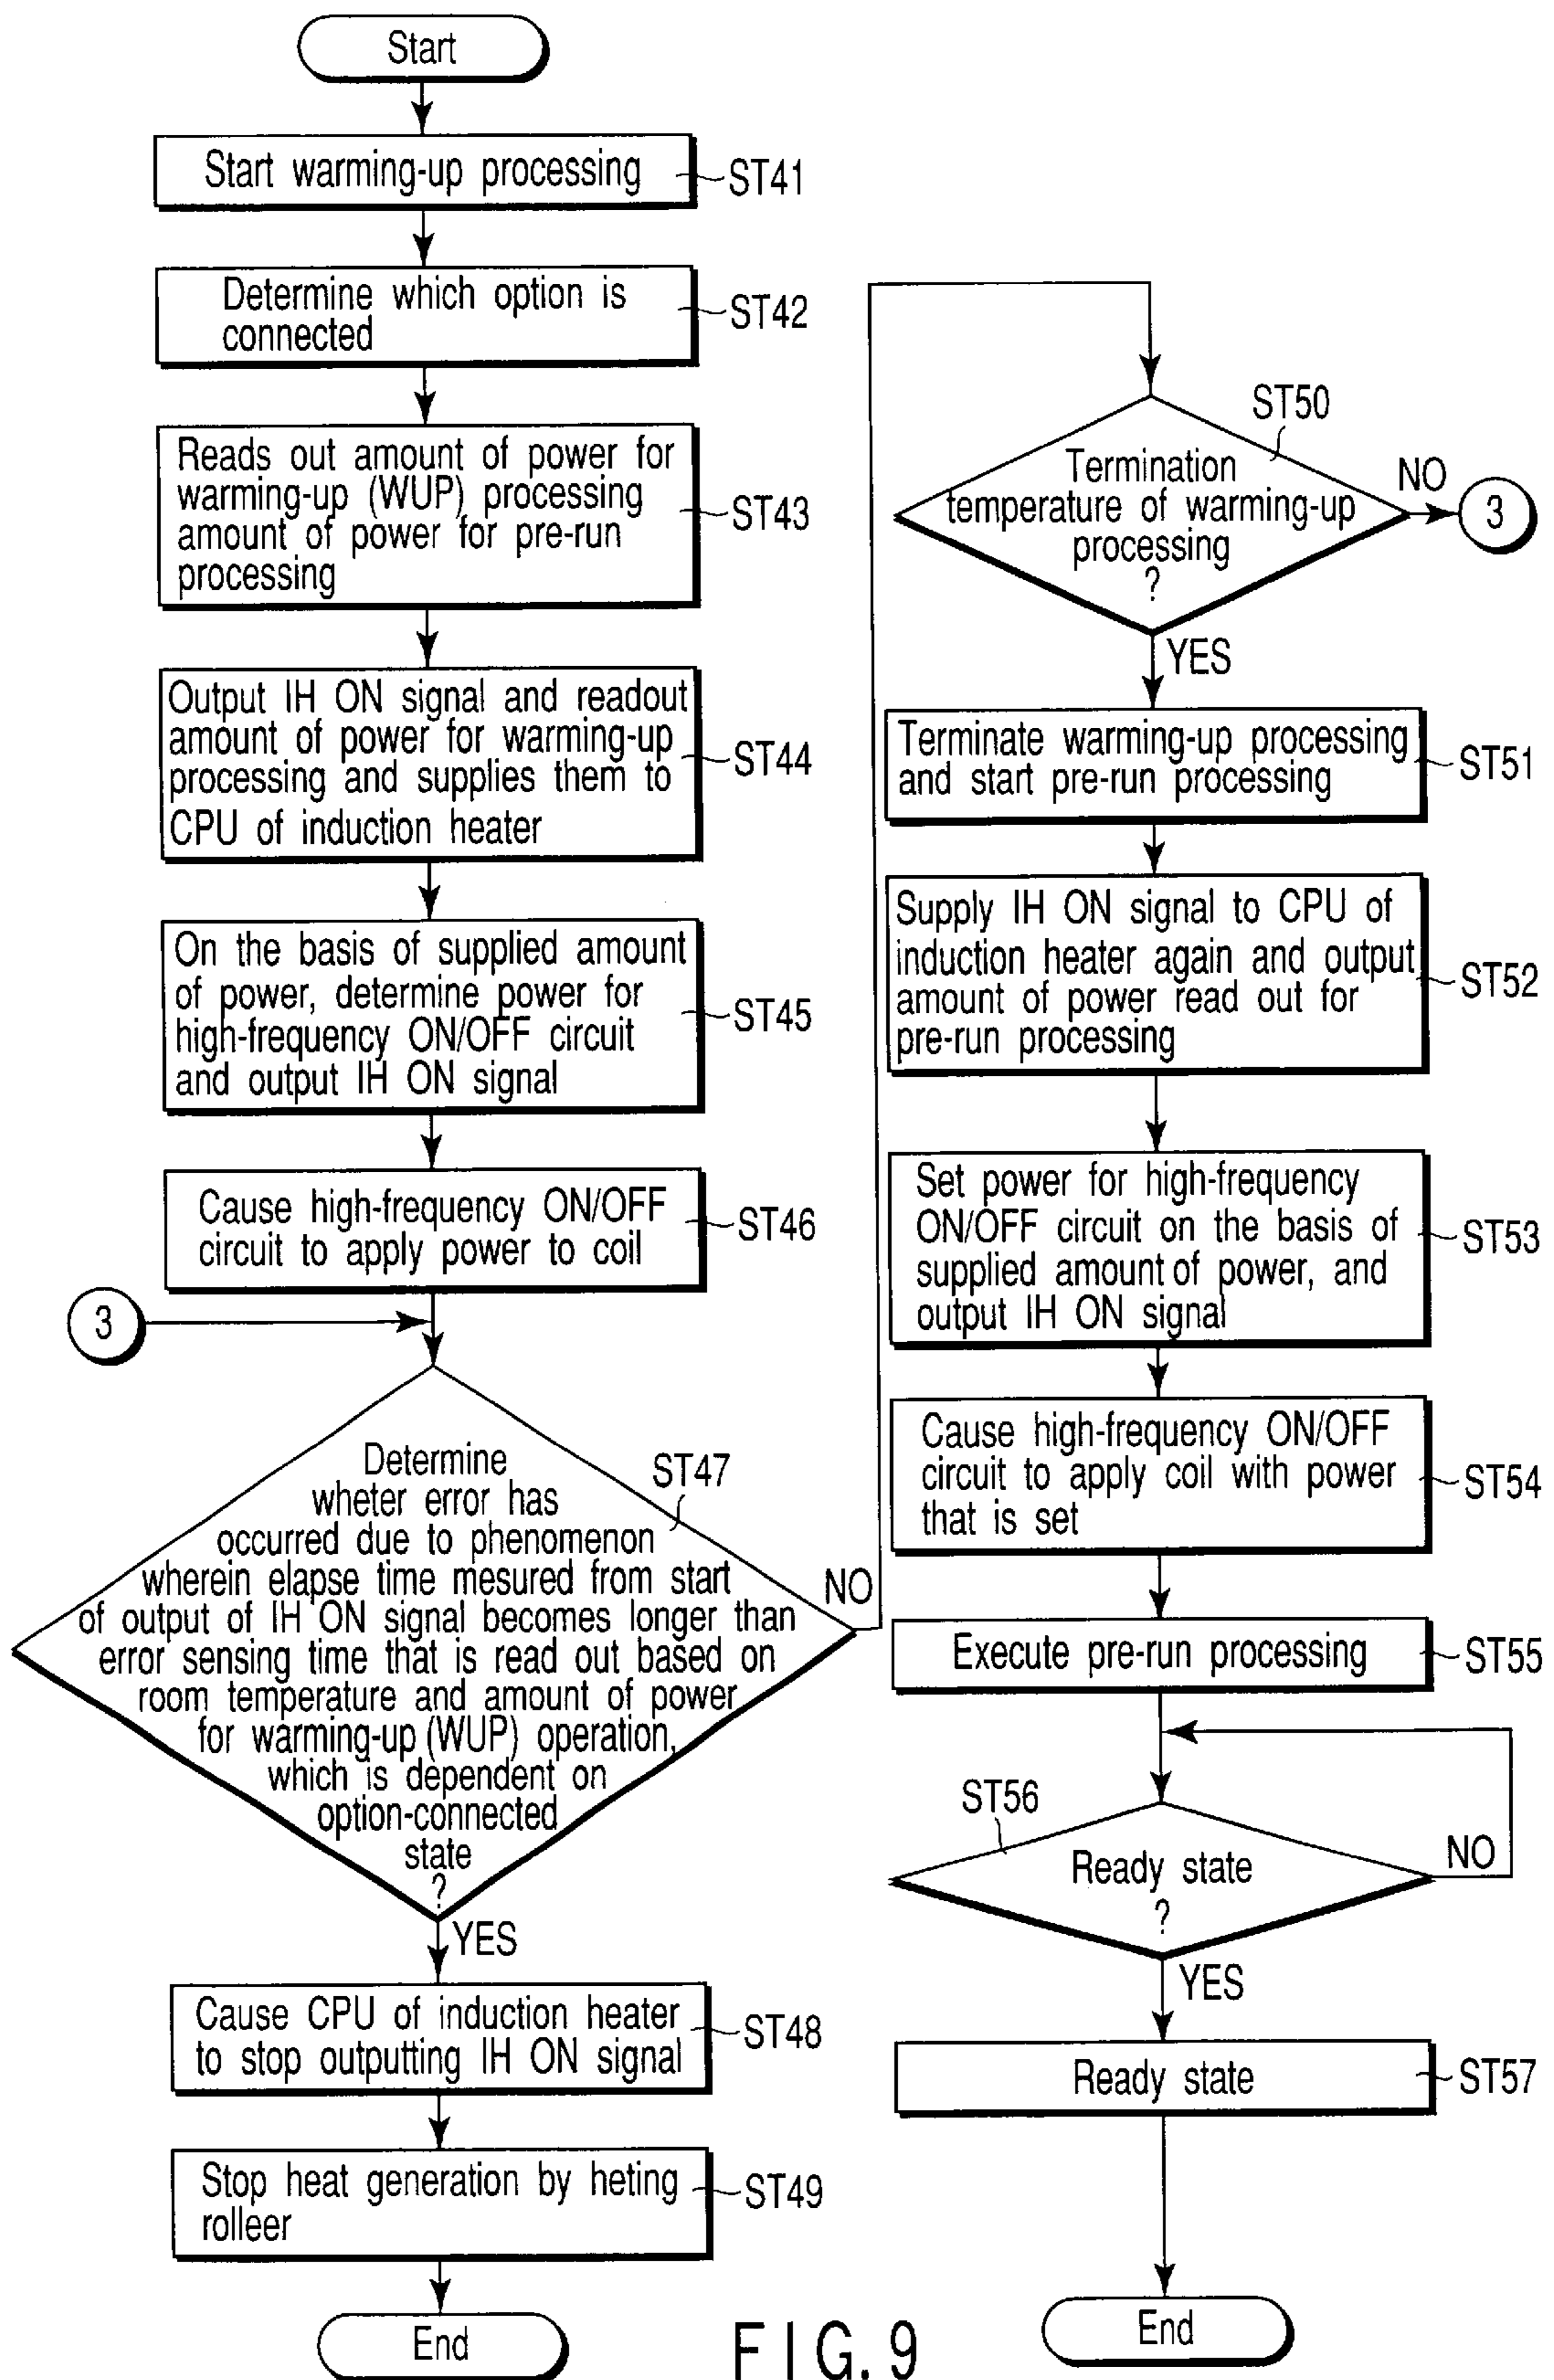 Start
Start warming-up processing
ST41
Determine which option is
connected
ST42
Reads out amount of power for
warming-up (WUP) processing
amount of power for pre-run
processing
ST43
Output IH ON signal and readout
amount of power for warming-up
processing and supplies them to
CPU of induction heater
ST44
On the basis of supplied amount
of power, determine power for
high-frequency ON/OFF circuit
and output IH ON signal
ST45
Cause high-frequency ON/OFF
circuit to apply power to coil
ST46
3
Determine
wheter error has
occurred due to phenomenon
wherein elapse time mesured from start
of output of IH ON signal becomes longer than
error sensing time that is read out based on
room temperature and amount of power
for warming-up (WUP) operation,
which is dependent on
option-connected
state
?
ST47
NO
YES
Cause CPU of induction heater
to stop outputting IH ON signal
ST48
Stop heat generation by heting
rolleer
ST49
End
ST50
Termination
temperature of warming-up
processing
?
NO
3
YES
Terminate warming-up processing
and start pre-run processing
ST51
Supply IH ON signal to CPU of
induction heater again and output
amount of power read out for
pre-run processing
ST52
Set power for high-frequency
ON/OFF circuit on the basis of
supplied amount of power, and
output IH ON signal
ST53
Cause high-frequency ON/OFF
circuit to apply coil with power
that is set
ST54
Execute pre-run processing
ST55
ST56
Ready state
?
NO
YES
Ready state
ST57
End
FIG. 9